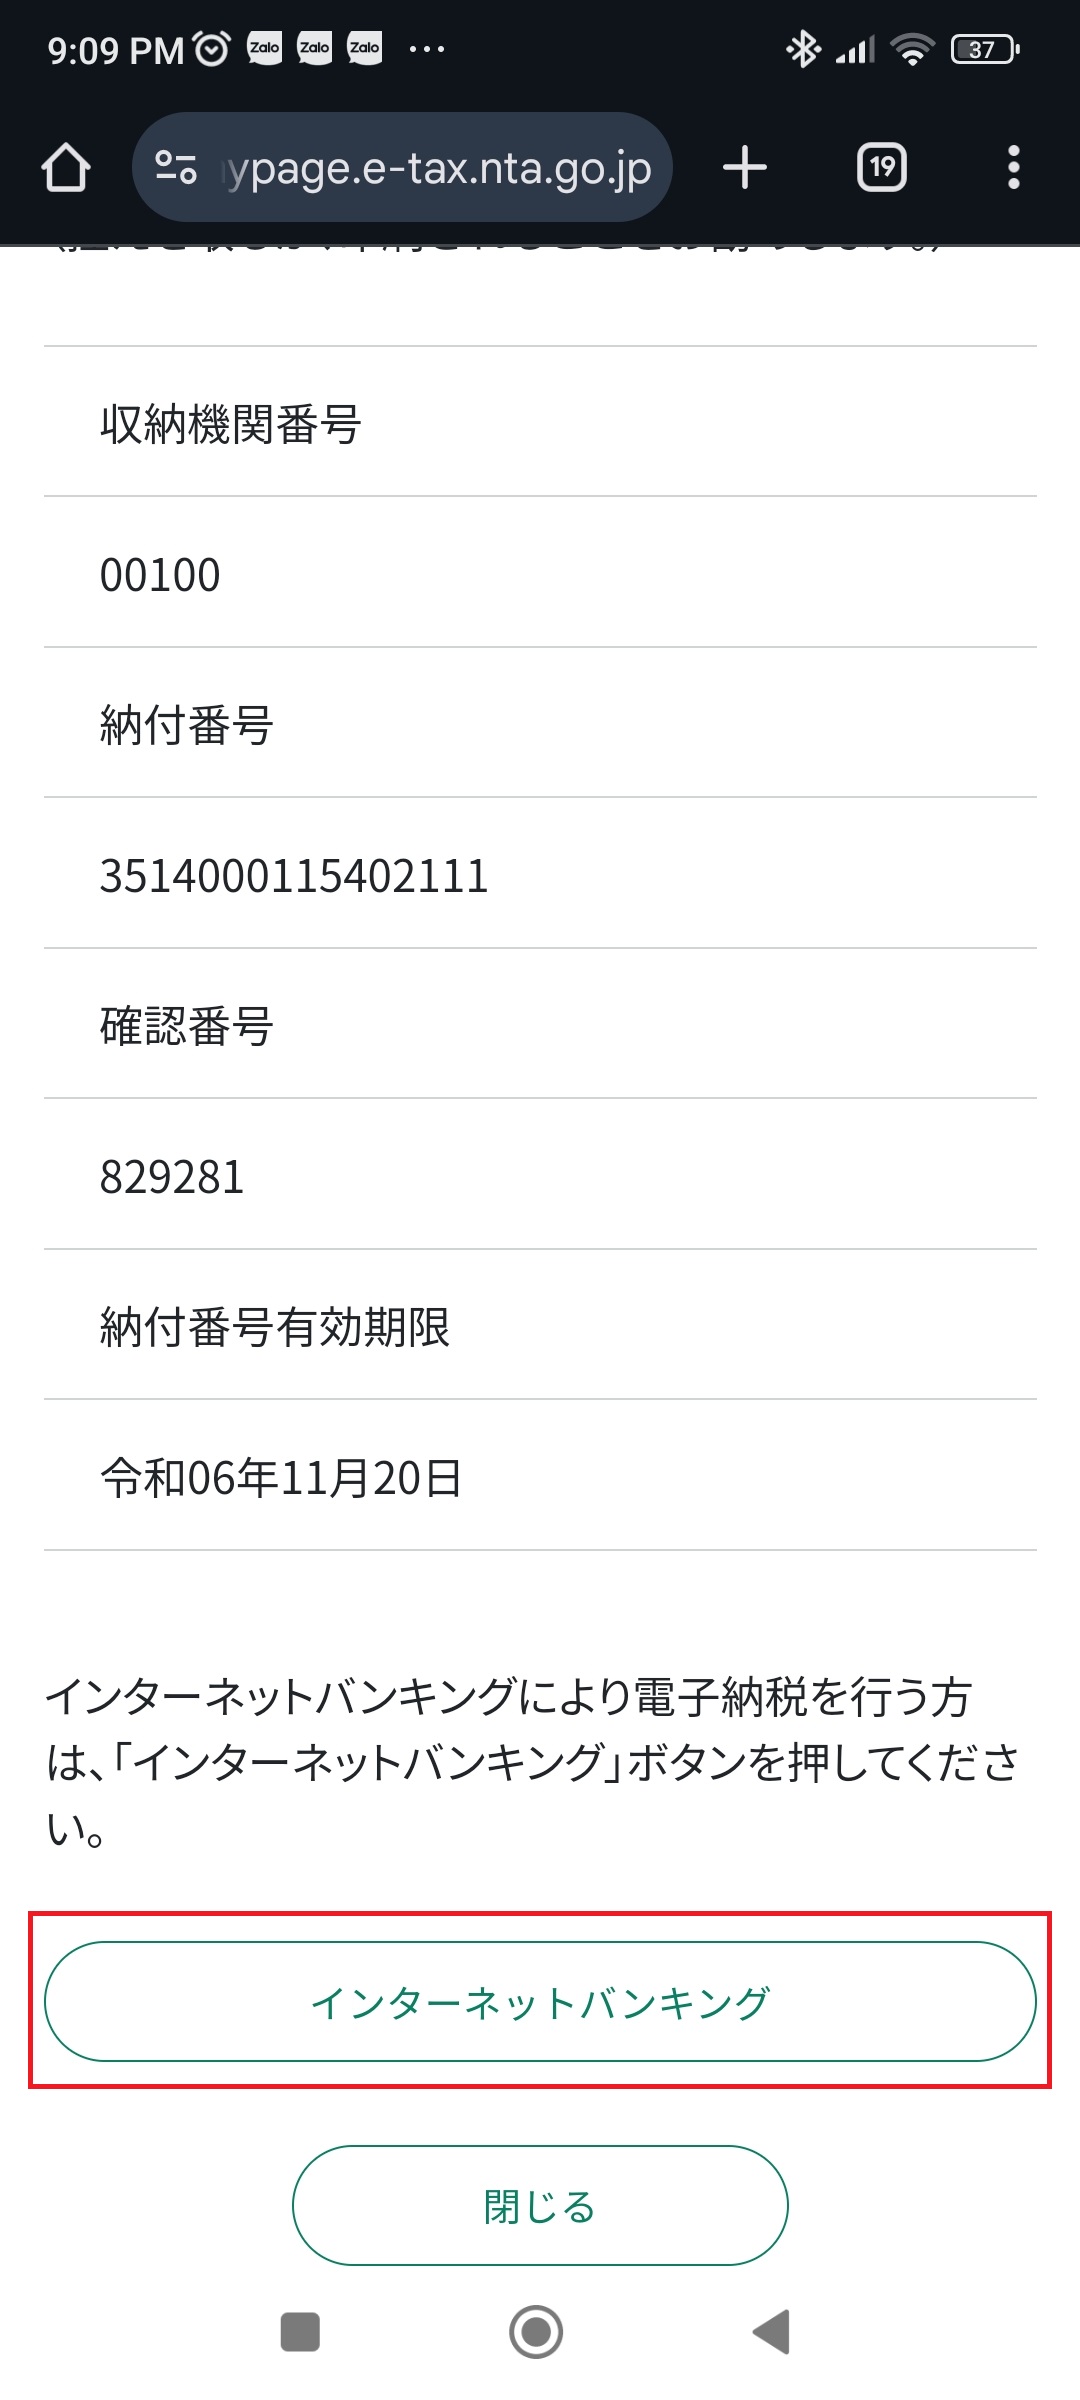 9:09 PM Zalo Zalo Zalo ... 37
ypage.e-tax.nta.go.jp 19
収納機関番号
00100
納付番号
3514000115402111
確認番号
829281
納付番号有効期限
令和06年11月20日
インターネットバンキングにより電子納税を行う方
は、「インターネットバンキング」ボタンを押してくださ
い。
インターネットバンキング
閉じる